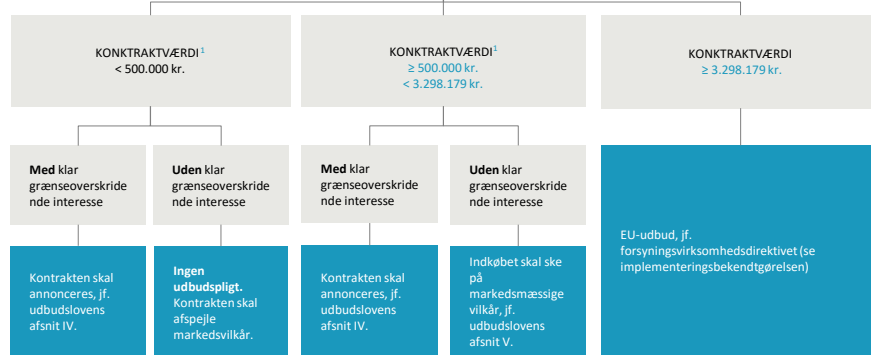 KONKTRAKTVÆRDI 1
< 500.000 kr.
KONKTRAKTVÆRDI1
≥ 500.000 kr.
< 3.298.179 kr.
KONKTRAKTVÆRDI
≥ 3.298.179 kr.
Med klar
grænseoverskride
nde interesse
Uden klar
grænseoverskride
nde interesse
Med klar
grænseoverskride
nde interesse
Uden klar
grænseoverskride
nde interesse
Kontrakten skal
annonceres, jf.
udbudslovens
afsnit IV.
Ingen
udbudspligt.
Kontrakten skal
afspejle
markedsvilkår.
Kontrakten skal
annonceres, jf.
udbudslovens
afsnit IV.
Indkøbet skal ske
på
markedsmæssige
vilkår, jf.
udbudslovens
afsnit V.
EU-udbud, jf.
forsyningsvirksomhedsdirektivet (se
implementeringsbekendtgørelsen)